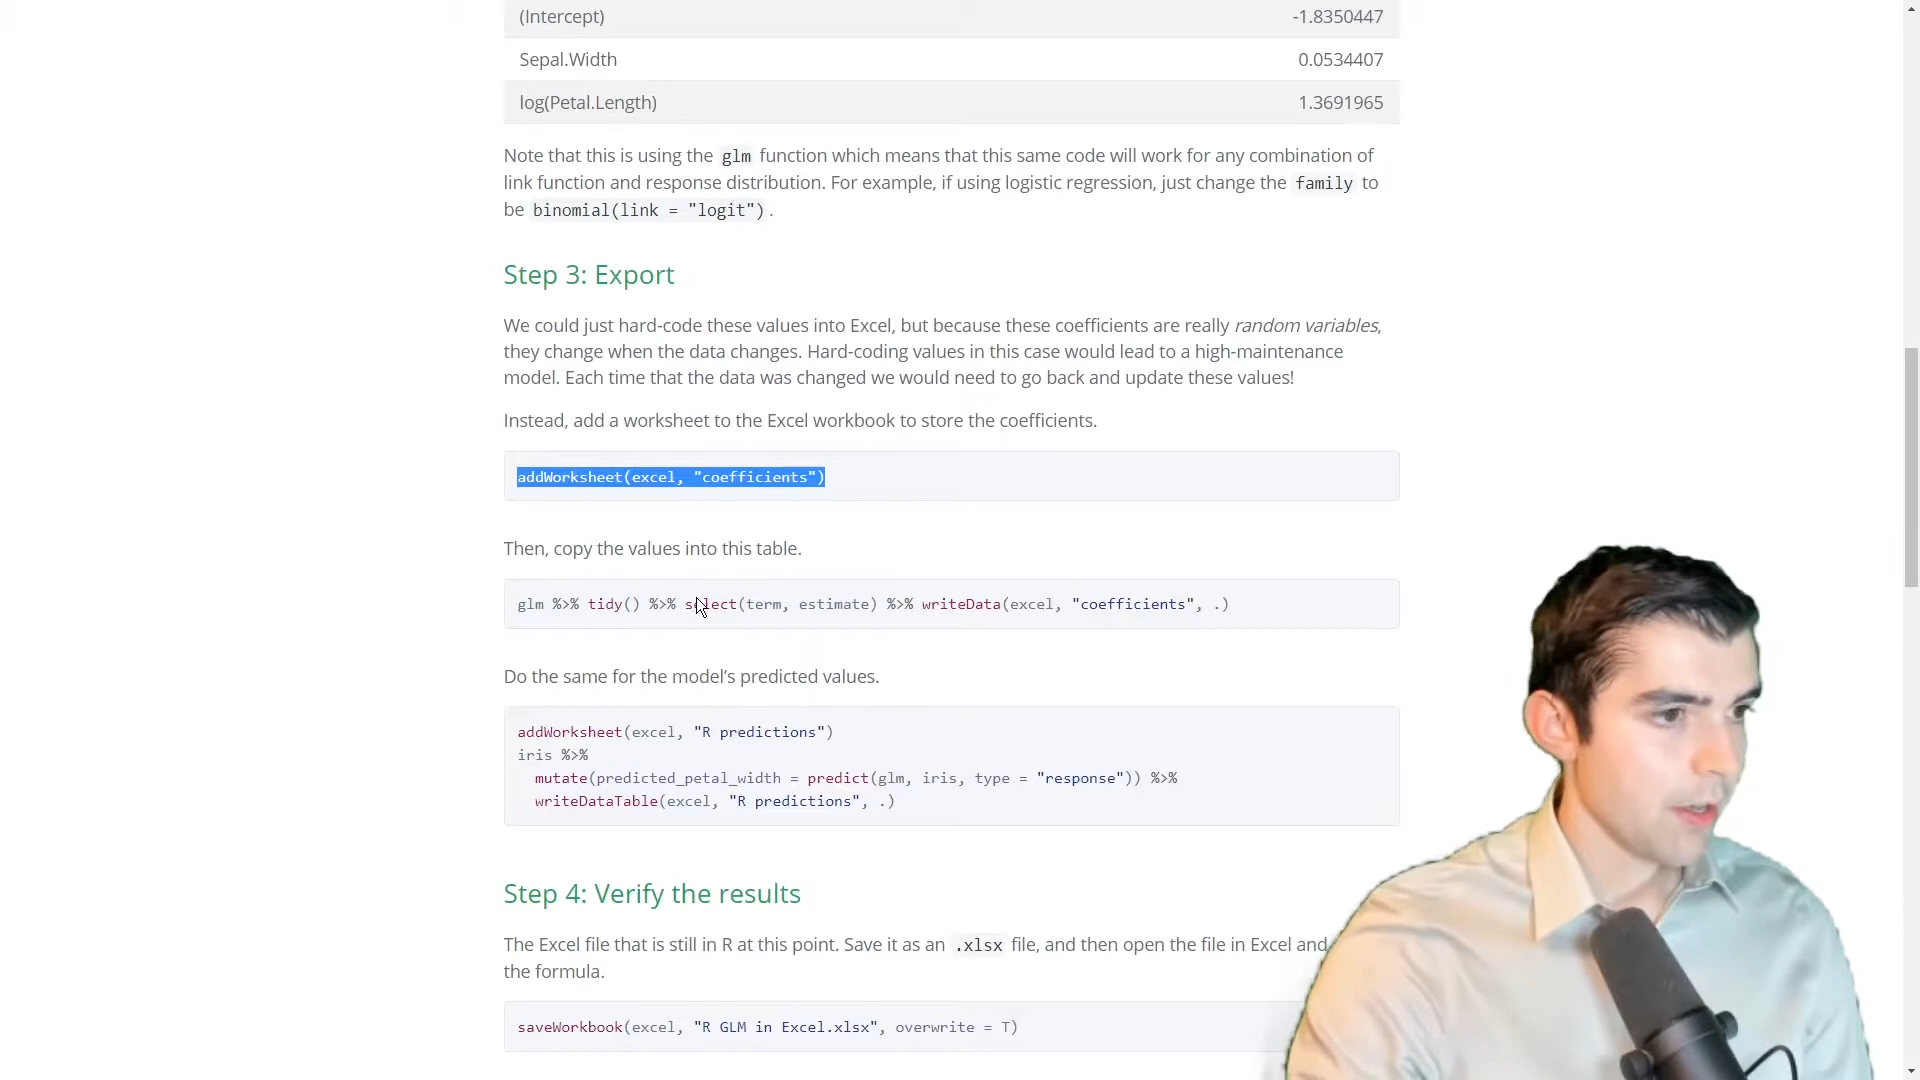 (Intercept) -1.8350447
Sepal.Width 0.0534407
log(Petal.Length) 1.3691965
Note that this is using the glm function which means that this same code will work for any combination of
link function and response distribution. For example, if using logistic regression, just change the family to
be binomial(link = "logit").
Step 3: Export
We could just hard-code these values into Excel, but because these coefficients are really random variables,
they change when the data changes. Hard-coding values in this case would lead to a high-maintenance
model. Each time that the data was changed we would need to go back and update these values!
Instead, add a worksheet to the Excel workbook to store the coefficients.
addWorksheet(excel, "coefficients")
Then, copy the values into this table.
glm %>% tidy() %>% select(term, estimate) %>% writeData(excel, "coefficients", .)
Do the same for the model's predicted values.
addWorksheet(excel, "R predictions")
iris %>%
mutate(predicted_petal_width = predict(glm, iris, type = "response")) %>%
writeDataTable(excel, "R predictions", .)
Step 4: Verify the results
The Excel file that is still in R at this point. Save it as an .xlsx file, and then open the file in Excel and
the formula.
saveWorkbook(excel, "R GLM in Excel.xlsx", overwrite = T)